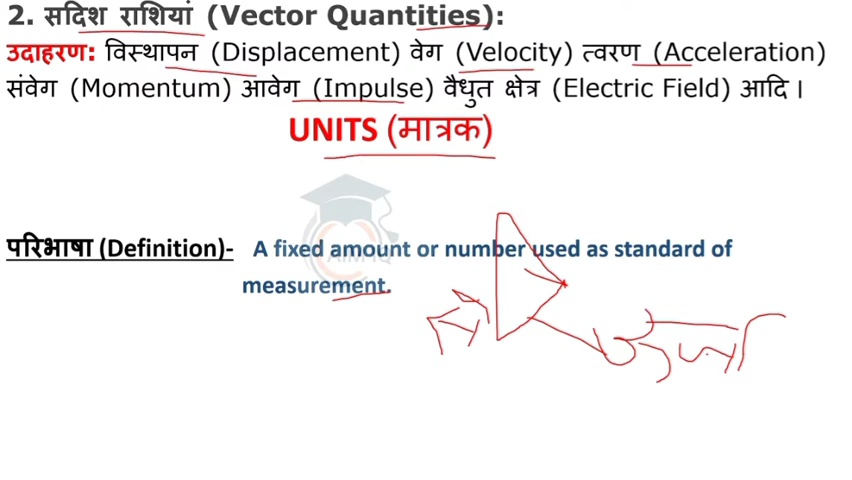 2. सदिश राशियां (Vector Quantities):
उदाहरण: विस्थापन (Displacement) वेग (Velocity) त्वरण (Acceleration)
संवेग (Momentum) आवेग (Impulse) वैधुत क्षेत्र (Electric Field) आदि ।
UNITS (मात्रक)
परिभाषा (Definition)- A fixed amount or number used as standard of
measurement.